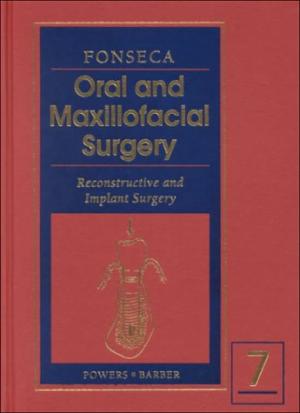 FONSECA
Oral and
Maxillofacial
Surgery
Reconstructive and
Implant Surgery
POWERS • BARBER
7